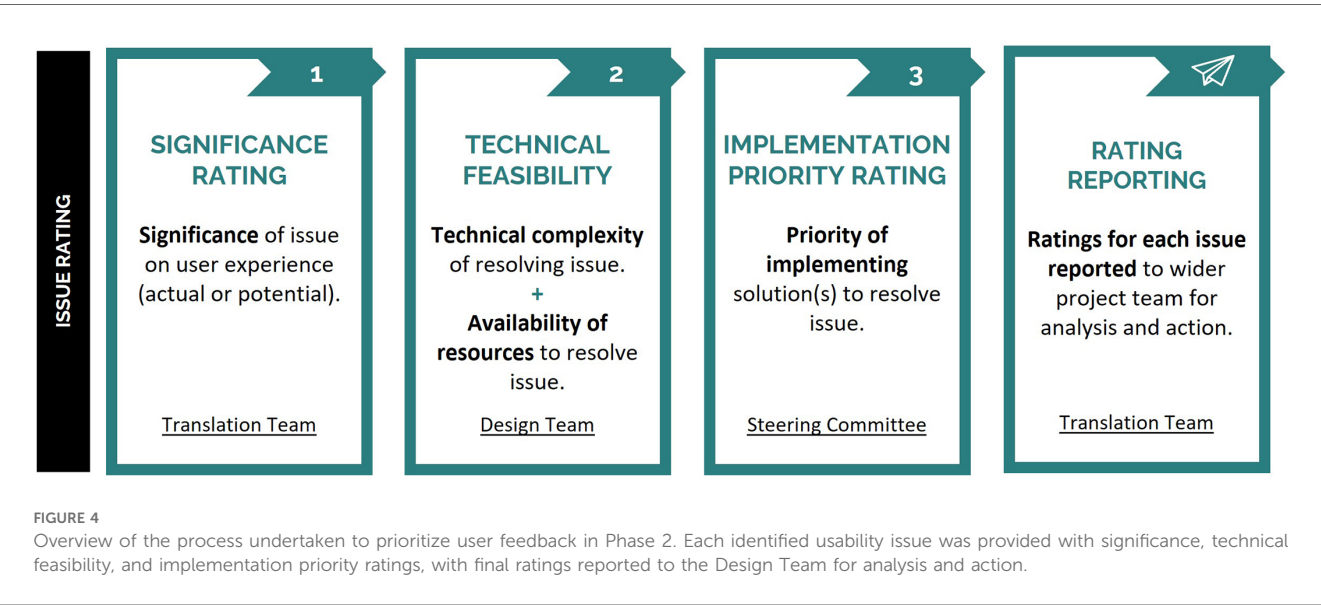 ISSUE RATING
1
SIGNIFICANCE
RATING
Significance of issue
on user experience
(actual or potential).
Translation Team
2
TECHNICAL
FEASIBILITY
Technical complexity
of resolving issue.
+
Availability of
resources to resolve
issue.
Design Team
3
IMPLEMENTATION
PRIORITY RATING
Priority of
implementing
solution(s) to resolve
issue.
Steering Committee
RATING
REPORTING
Ratings for each issue
reported to wider
project team for
analysis and action.
Translation Team
FIGURE 4
Overview of the process undertaken to prioritize user feedback in Phase 2. Each identified usability issue was provided with significance, technical
feasibility, and implementation priority ratings, with final ratings reported to the Design Team for analysis and action.